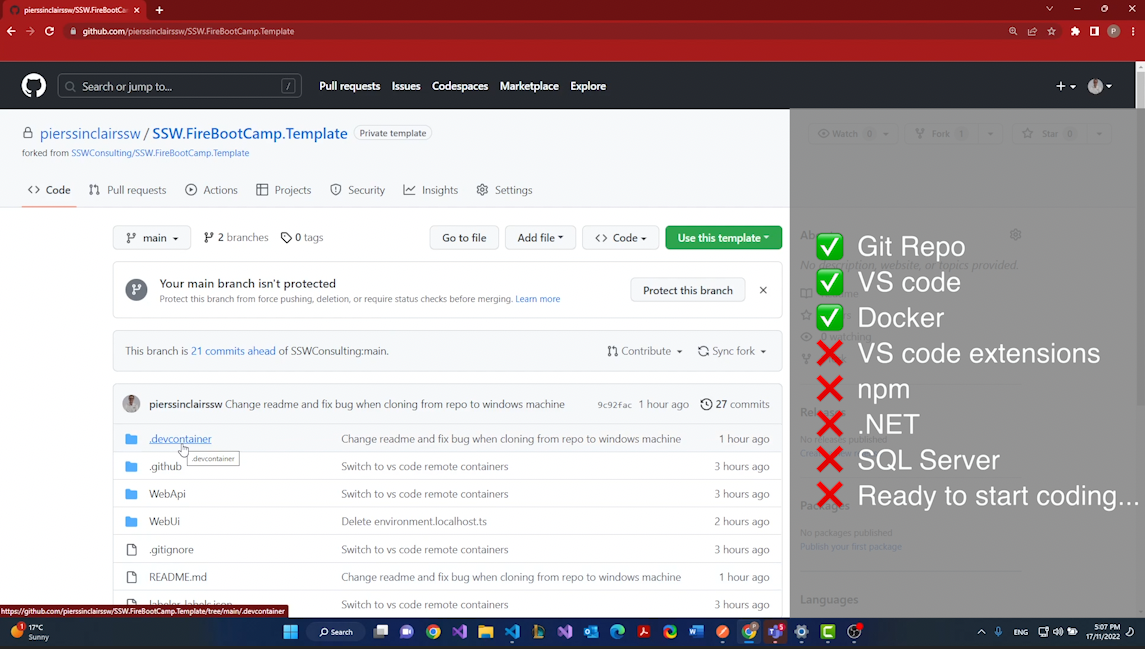 pierssinclairssw/SSW.FireBootCa
github.com/pierssinclairssw/SSW.FireBootCamp.Template
P
Search or jump to...
/
Pull requests Issues Codespaces Marketplace Explore
pierssinclairssw / SSW.FireBootCamp.Template Private template
Watch 0 Fork 1 Star 0
forked from SSWConsulting/SSW.FireBootCamp.Template
Code Pull requests Actions Projects Security Insights Settings
main 2 branches 0 tags Go to file Add file Code Use this template
Your main branch isn't protected
Protect this branch from force pushing, deletion, or require status checks before merging. Learn more
Protect this branch
This branch is 21 commits ahead of SSWConsulting:main.
Contribute Sync fork
pierssinclairssw Change readme and fix bug when cloning from repo to windows machine 9c92fac 1 hour ago 27 commits
.devcontainer Change readme and fix bug when cloning from repo to windows machine 1 hour ago
.devcontainer
.github Switch to vs code remote containers 3 hours ago
WebApi Switch to vs code remote containers 3 hours ago
WebUi Delete environment.localhost.ts 2 hours ago
.gitignore Switch to vs code remote containers 3 hours ago
README.md Change readme and fix bug when cloning from repo to windows machine 1 hour ago
labeler-labels.json Switch to vs code remote containers 3 hours ago
No description, website, or topics provided.
Git Repo
VS code
Docker
VS code extensions
npm
.NET
SQL Server
Ready to start coding...
Releases
No releases published
Packages
No packages published
Publish your first package
Languages
https://github.com/pierssinclairssw/SSW.FireBootCamp.Template/tree/main/.devcontainer
1
17°C
Sunny
Search
ENG
5:07 PM
17/11/2022